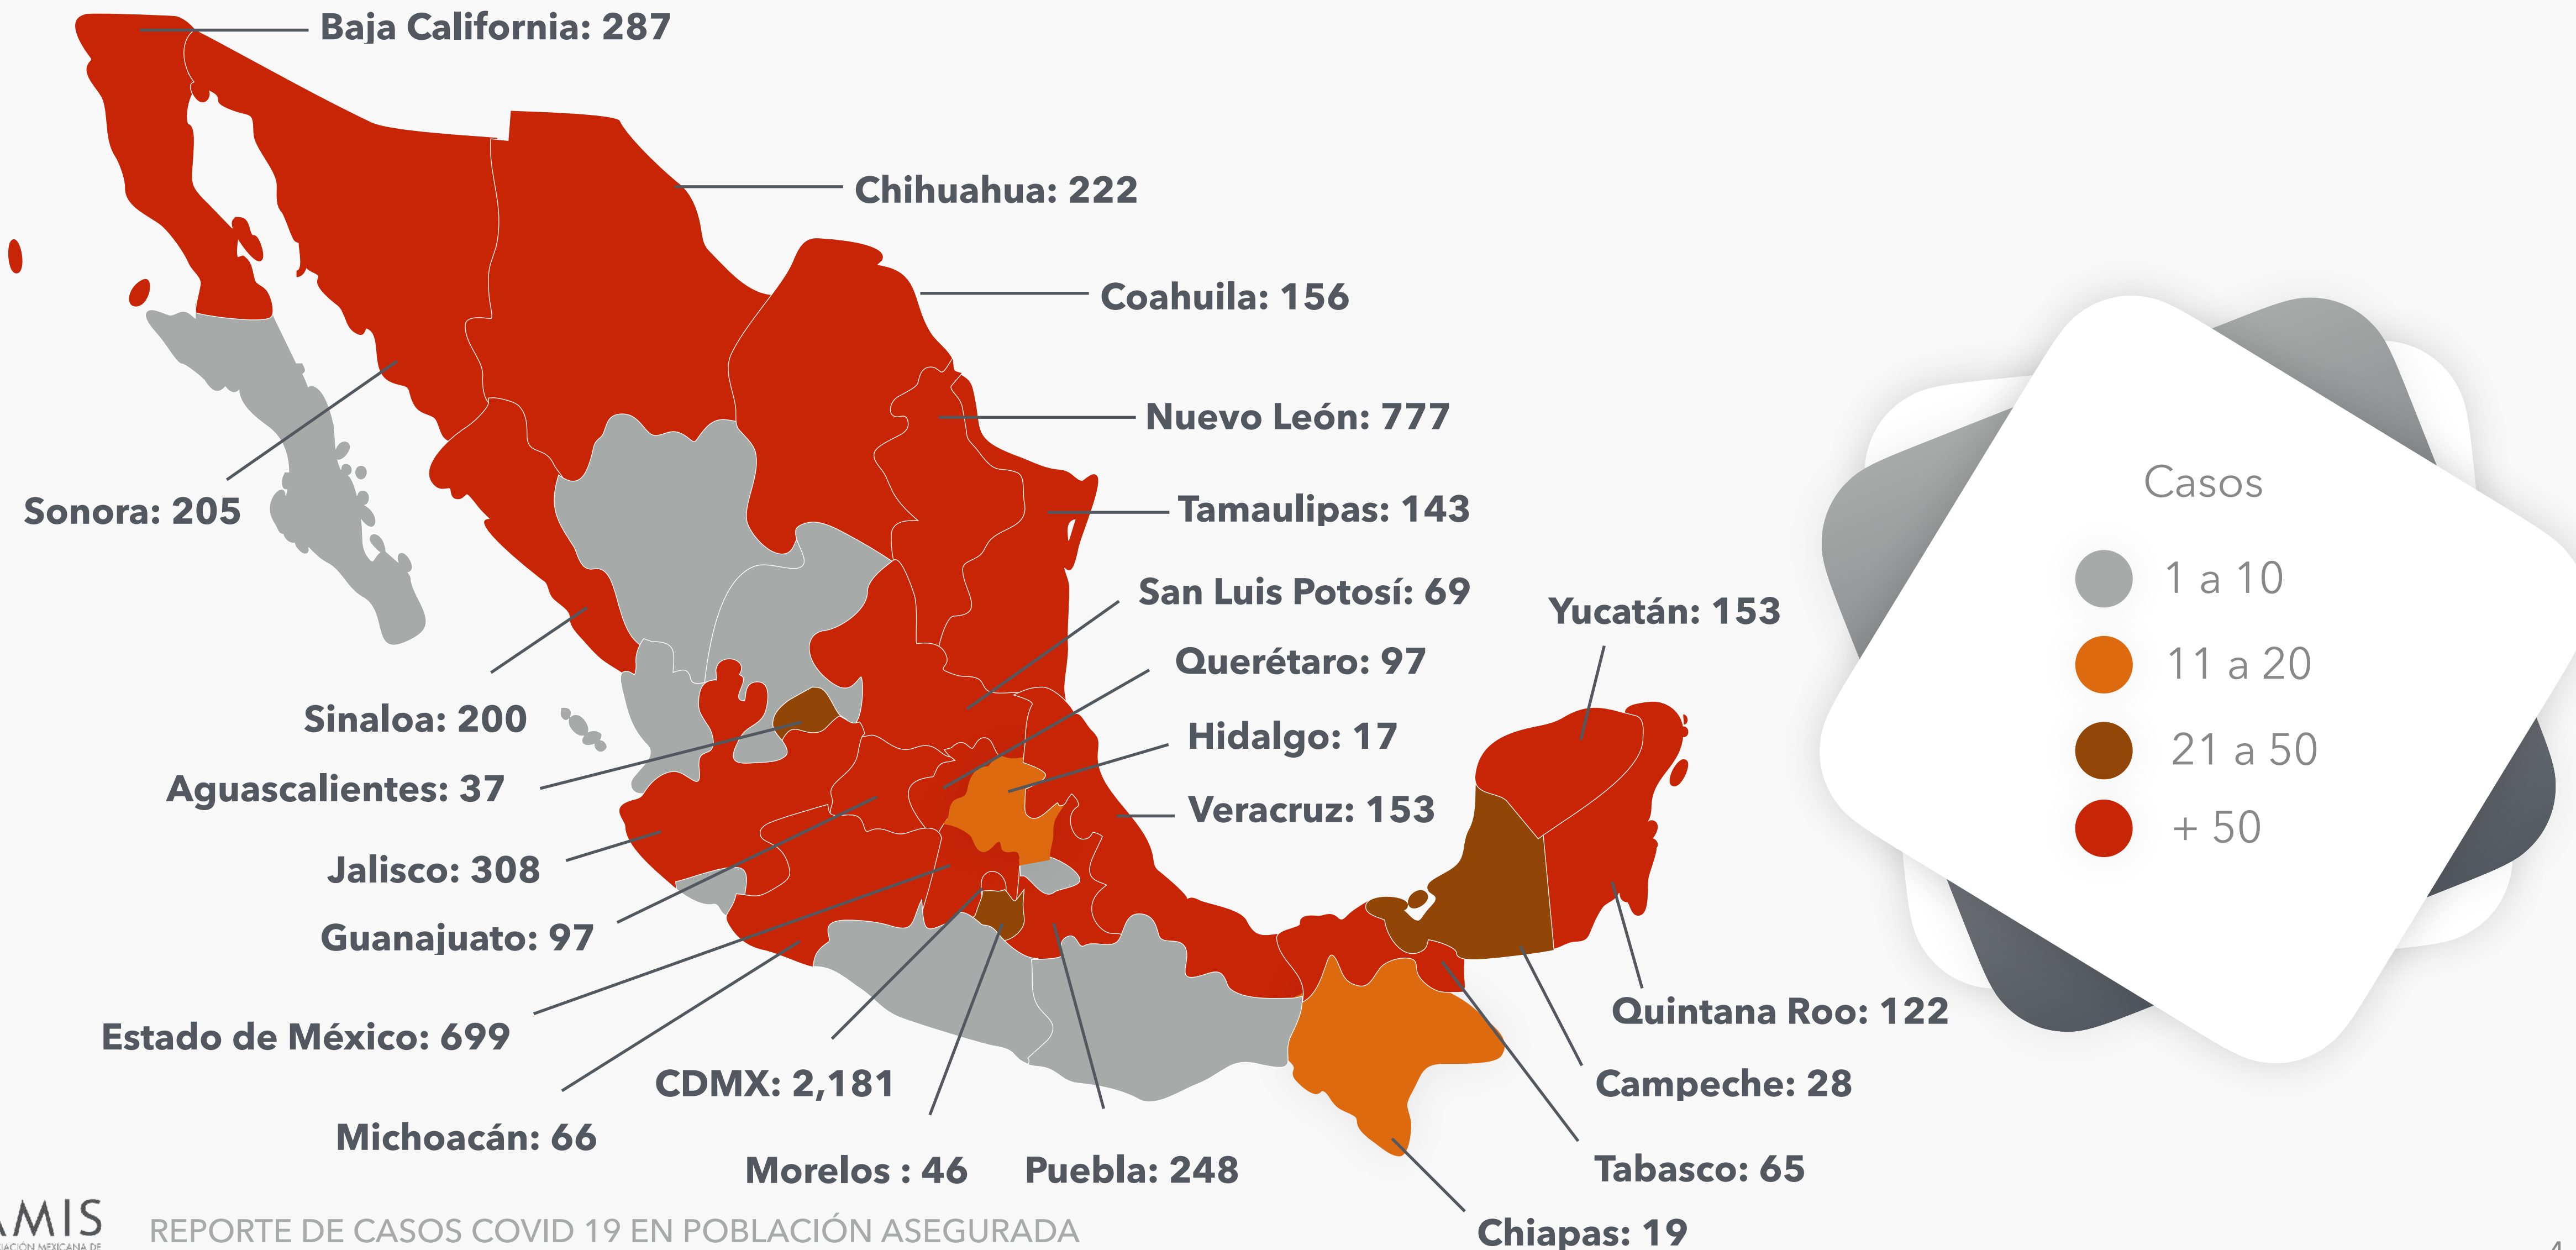 Baja California: 287
Chihuahua: 222
Coahuila: 156
Nuevo León: 777
Sonora: 205
Tamaulipas: 143
San Luis Potosí: 69
Yucatán: 153
Querétaro: 97
Sinaloa: 200
Hidalgo: 17
Aguascalientes: 37
Veracruz: 153
Jalisco: 308
Guanajuato: 97
Estado de México: 699
Quintana Roo: 122
CDMX: 2,181
Campeche: 28
Michoacán: 66
Morelos : 46
Puebla: 248
Tabasco: 65
Chiapas: 19
Casos
1 a 10
11 a 20
21 a 50
+ 50
REPORTE DE CASOS COVID 19 EN POBLACIÓN ASEGURADA